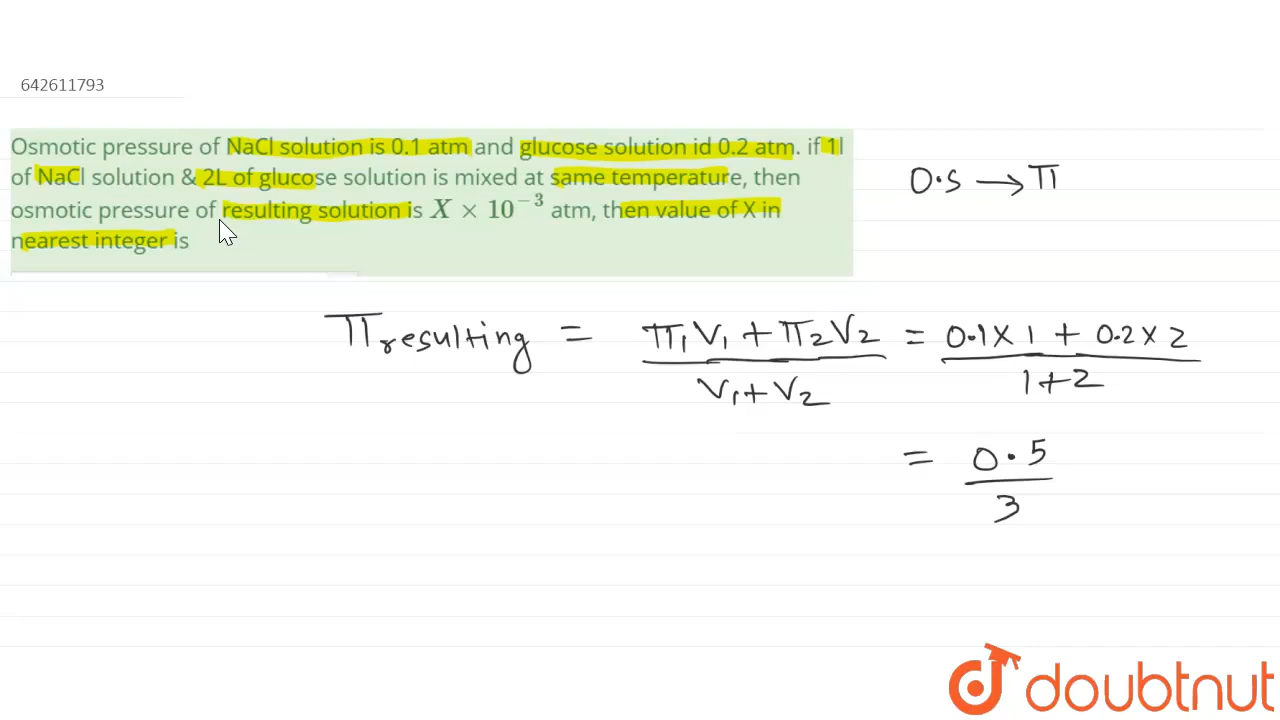 642611793
Osmotic pressure of NaCl solution is 0.1 atm and glucose solution id 0.2 atm. if 1l
of NaCl solution & 2L of glucose solution is mixed at same temperature, then
osmotic pressure of resulting solution is X × 10⁻³ atm, then value of X in
nearest integer is
O.S → π
π resulting = π₁V₁ + π₂V₂ / V₁ + V₂ = 0.1 × 1 + 0.2 × 2 / 1 + 2
= 0.5 / 3
doubtnut